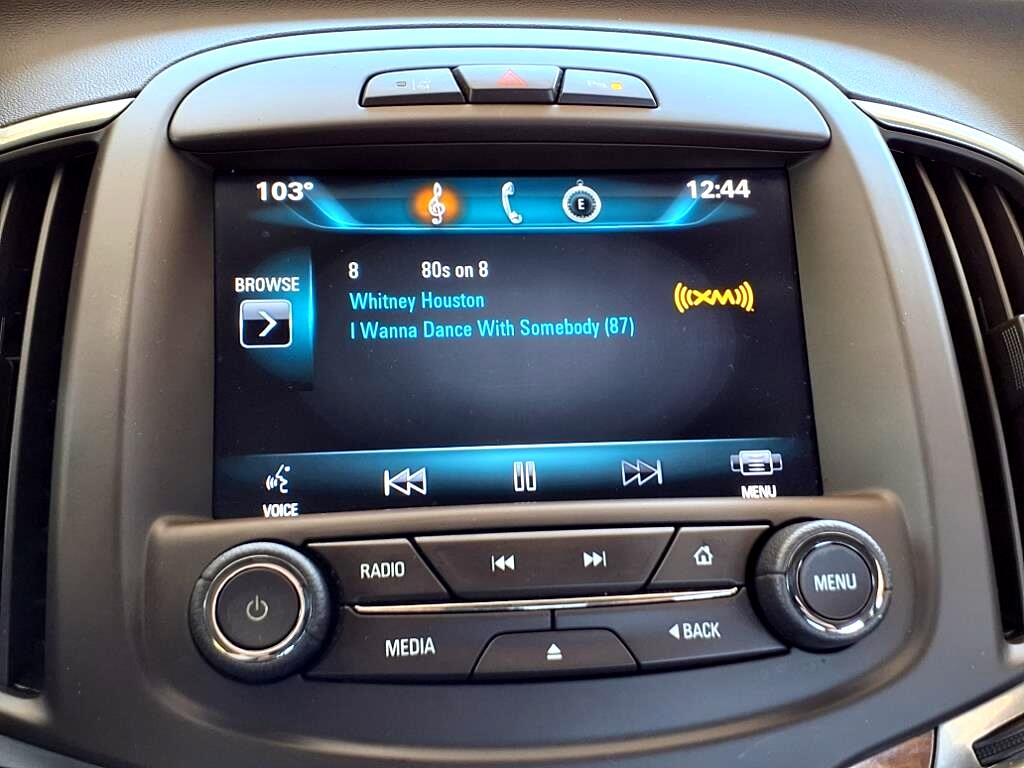 103°
E
12:44
BROWSE
8 80s on 8
Whitney Houston
I Wanna Dance With Somebody (87)
XM
VOICE
MENU
RADIO
MENU
MEDIA
BACK